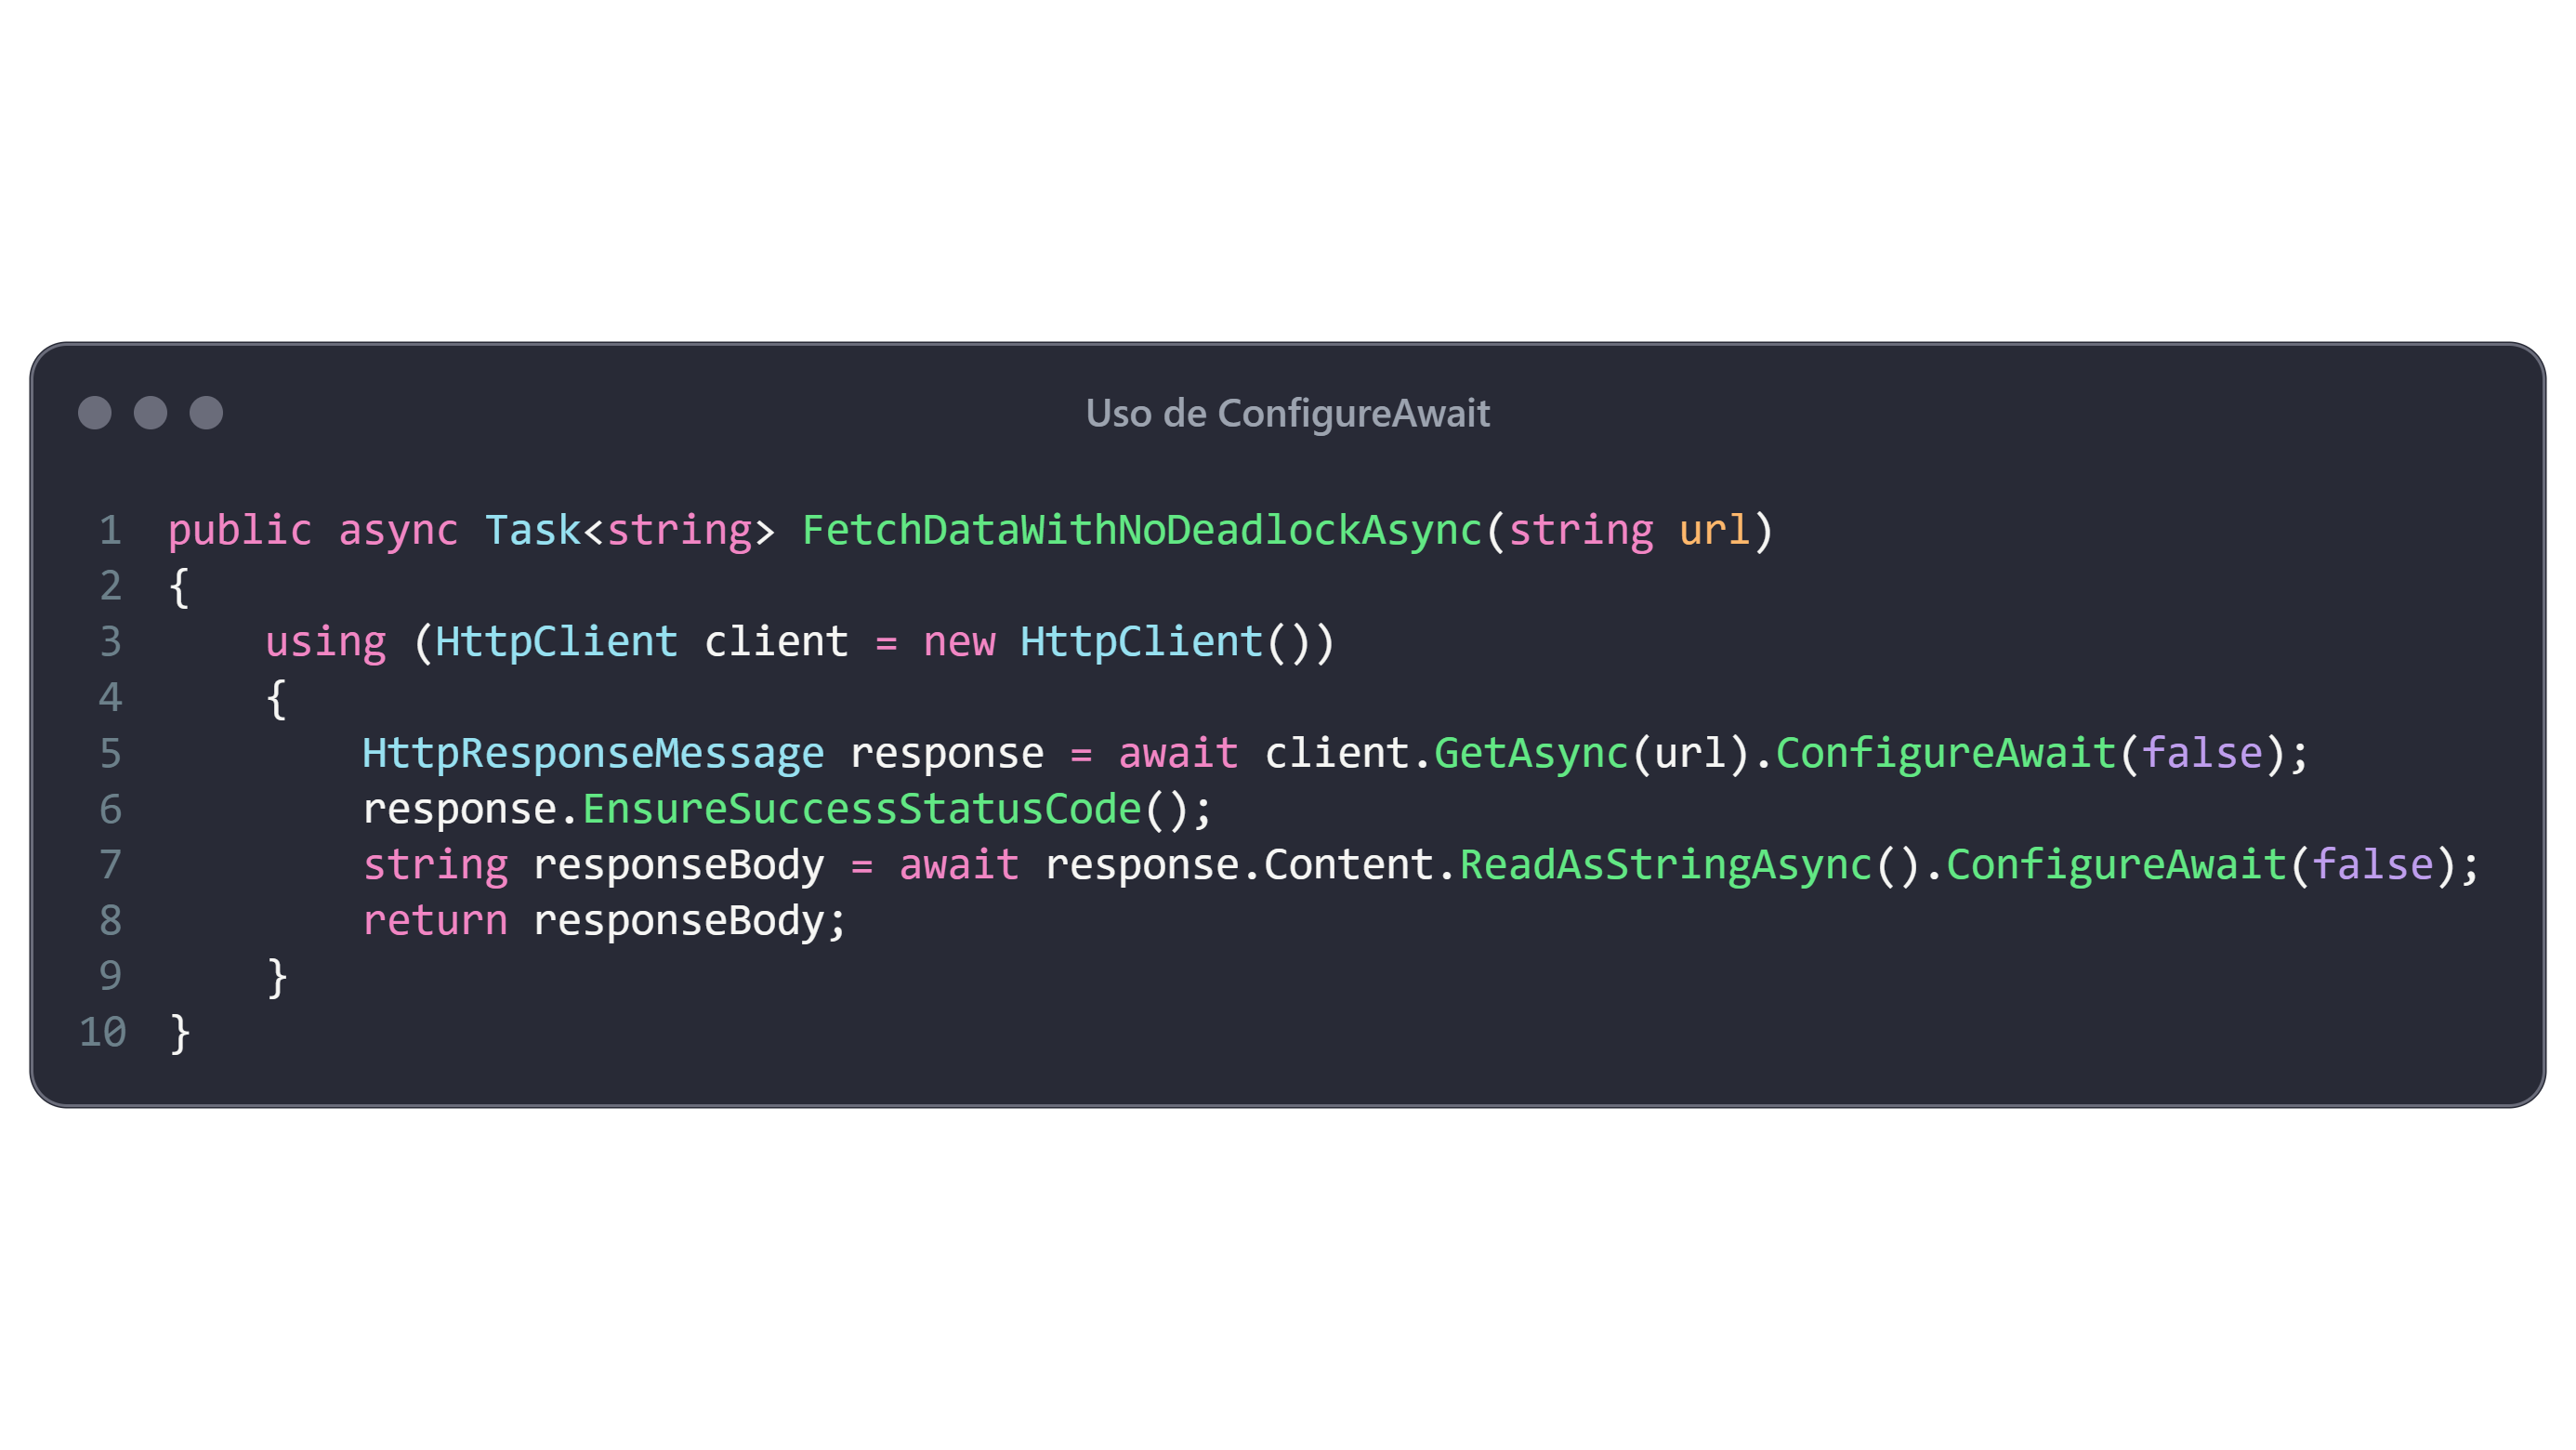 Uso de ConfigureAwait
1 public async Task<string> FetchDataWithNoDeadlockAsync(string url)
2 {
3     using (HttpClient client = new HttpClient())
4     {
5         HttpResponseMessage response = await client.GetAsync(url).ConfigureAwait(false);
6         response.EnsureSuccessStatusCode();
7         string responseBody = await response.Content.ReadAsStringAsync().ConfigureAwait(false);
8         return responseBody;
9     }
10 }